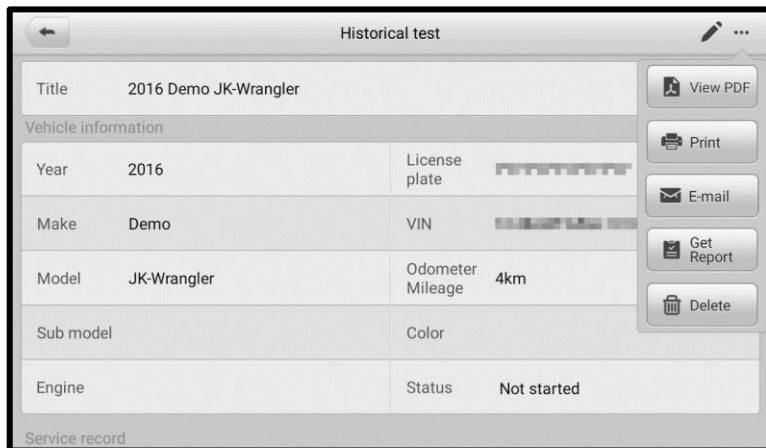 Historical test
Title 2016 Demo JK-Wrangler
Vehicle information
Year 2016 License plate
Make Demo VIN
Model JK-Wrangler Odometer Mileage 4km
Sub model Color
Engine Status Not started
Service record
View PDF
Print
E-mail
Get
Report
Delete